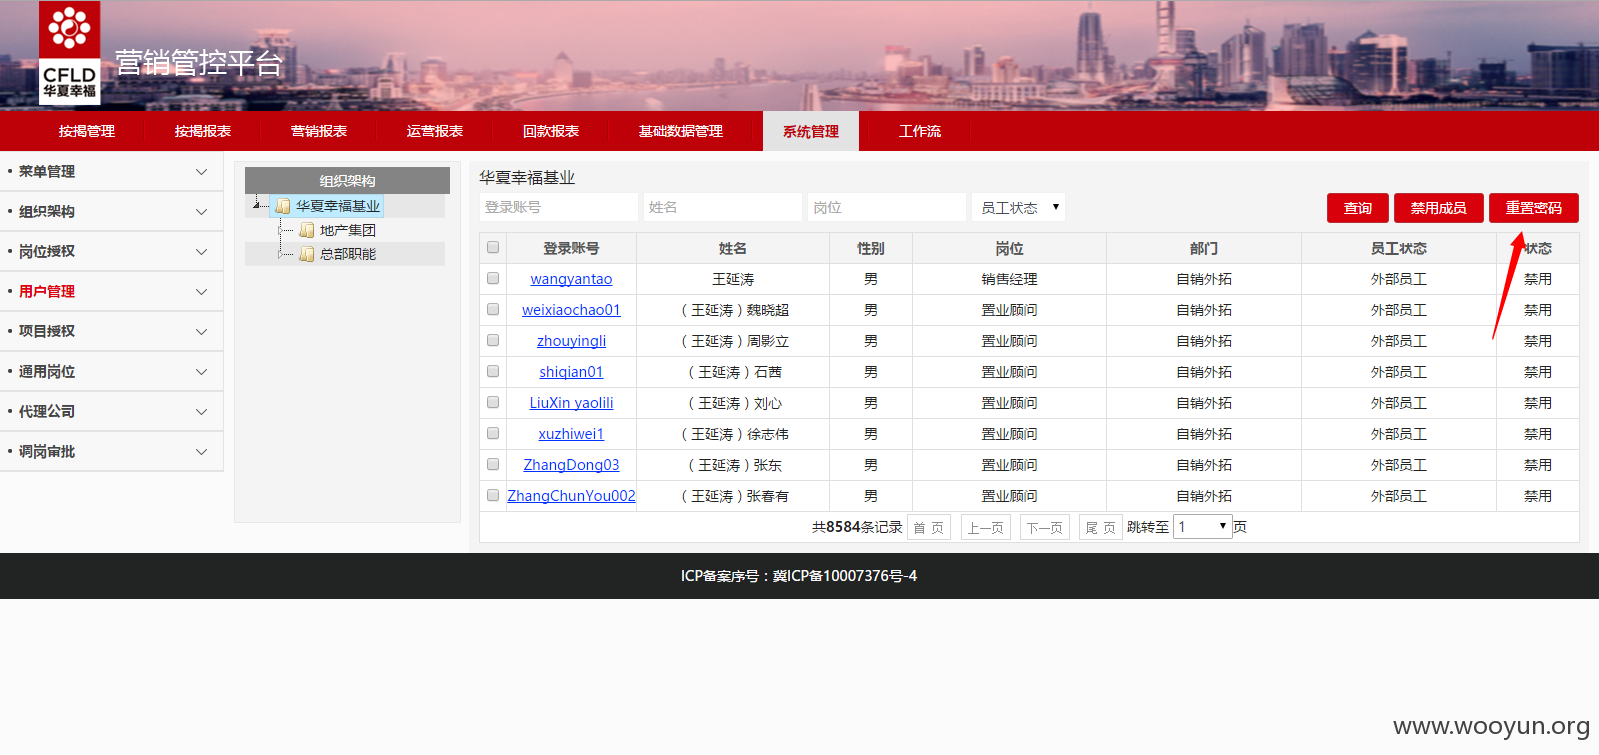 CFLD
华夏幸福
营销管控平台
按揭管理 按揭报表 营销报表 运营报表 回款报表 基础数据管理 系统管理 工作流
菜单管理
组织架构
岗位授权
用户管理
项目授权
通用岗位
代理公司
调岗审批
组织架构
华夏幸福基业
地产集团
总部职能
华夏幸福基业
登录账号 姓名 岗位 员工状态 查询 禁用成员 重置密码
登录账号 姓名 性别 岗位 部门 员工状态 状态
wangyantao 王延涛 男 销售经理 自销外拓 外部员工 禁用
weixiaochao01 （王延涛）魏晓超 男 置业顾问 自销外拓 外部员工 禁用
zhouyingli （王延涛）周影立 男 置业顾问 自销外拓 外部员工 禁用
shiqian01 （王延涛）石茜 男 置业顾问 自销外拓 外部员工 禁用
LiuXin yaolili （王延涛）刘心 男 置业顾问 自销外拓 外部员工 禁用
xuzhiwei1 （王延涛）徐志伟 男 置业顾问 自销外拓 外部员工 禁用
ZhangDong03 （王延涛）张东 男 置业顾问 自销外拓 外部员工 禁用
ZhangChunYou002 （王延涛）张春有 男 置业顾问 自销外拓 外部员工 禁用
共8584条记录 首 页 上一页 下一页 尾 页 跳转至 1 页
ICP备案序号：冀ICP备10007376号-4
www.wooyun.org